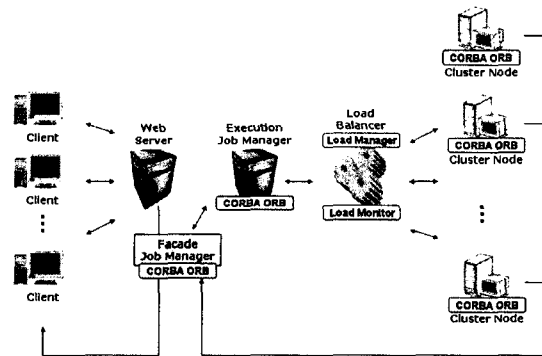 CORBA ORB
Cluster Node
Client
Web
Server
Execution
Job Manager
Load
Balancer
Load Manager
CORBA ORB
Cluster Node
Client
CORBA ORB
Load Monitor
Facade
Job Manager
CORBA ORB
Client
CORBA ORB
Cluster Node